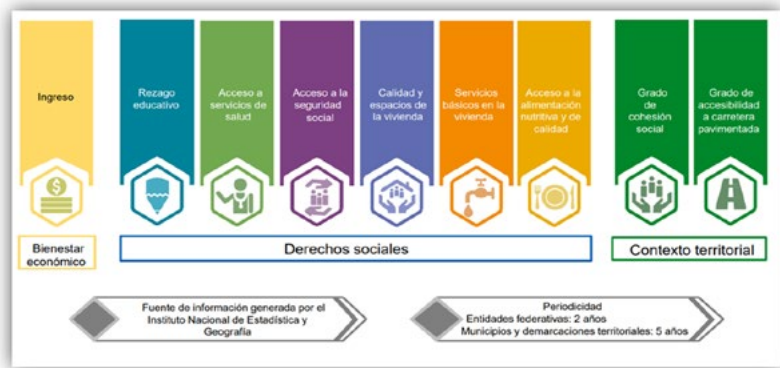 Ingreso
Rezago
educativo
Acceso a
servicios de
salud
Acceso a la
seguridad
social
Calidad y
espacios de
la vivienda
Servicios
básicos en la
vivienda
Acceso a la
alimentación
nutritiva y de
calidad
Grado
de
cohesión
social
Grado de
accesibilidad
a carretera
pavimentada
$
Bienestar
económico
Derechos sociales
Contexto territorial
Fuente de información generada por el
Instituto Nacional de Estadística y
Geografía
Periodicidad
Entidades federativas: 2 años
Municipios y demarcaciones territoriales: 5 años